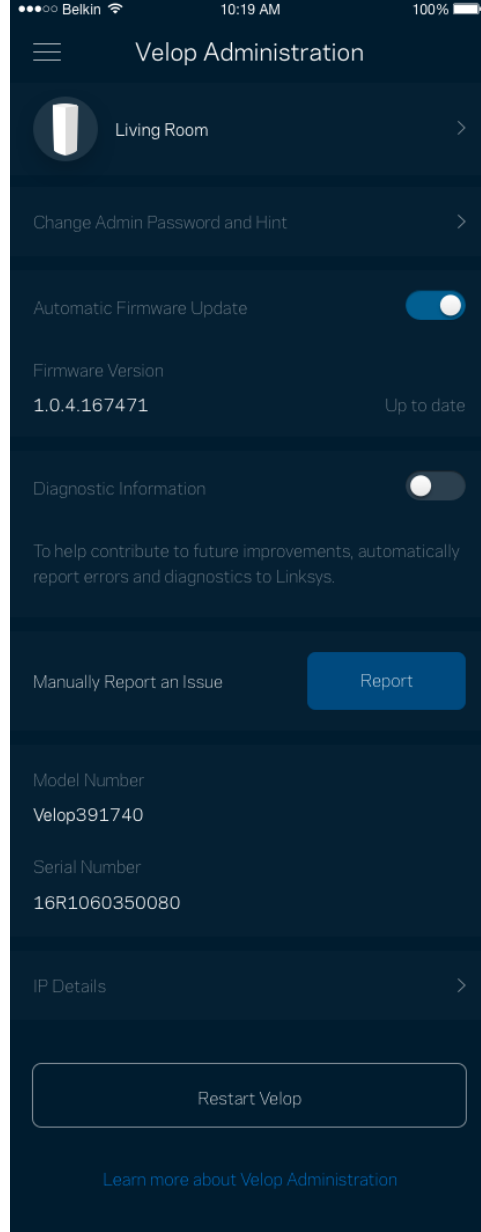 Belkin 10:19 AM 100%
Velop Administration
Living Room
Change Admin Password and Hint
Automatic Firmware Update
Firmware Version
1.0.4.167471 Up to date
Diagnostic Information
To help contribute to future improvements, automatically
report errors and diagnostics to Linksys.
Manually Report an Issue Report
Model Number
Velop391740
Serial Number
16R1060350080
IP Details
Restart Velop
Learn more about Velop Administration